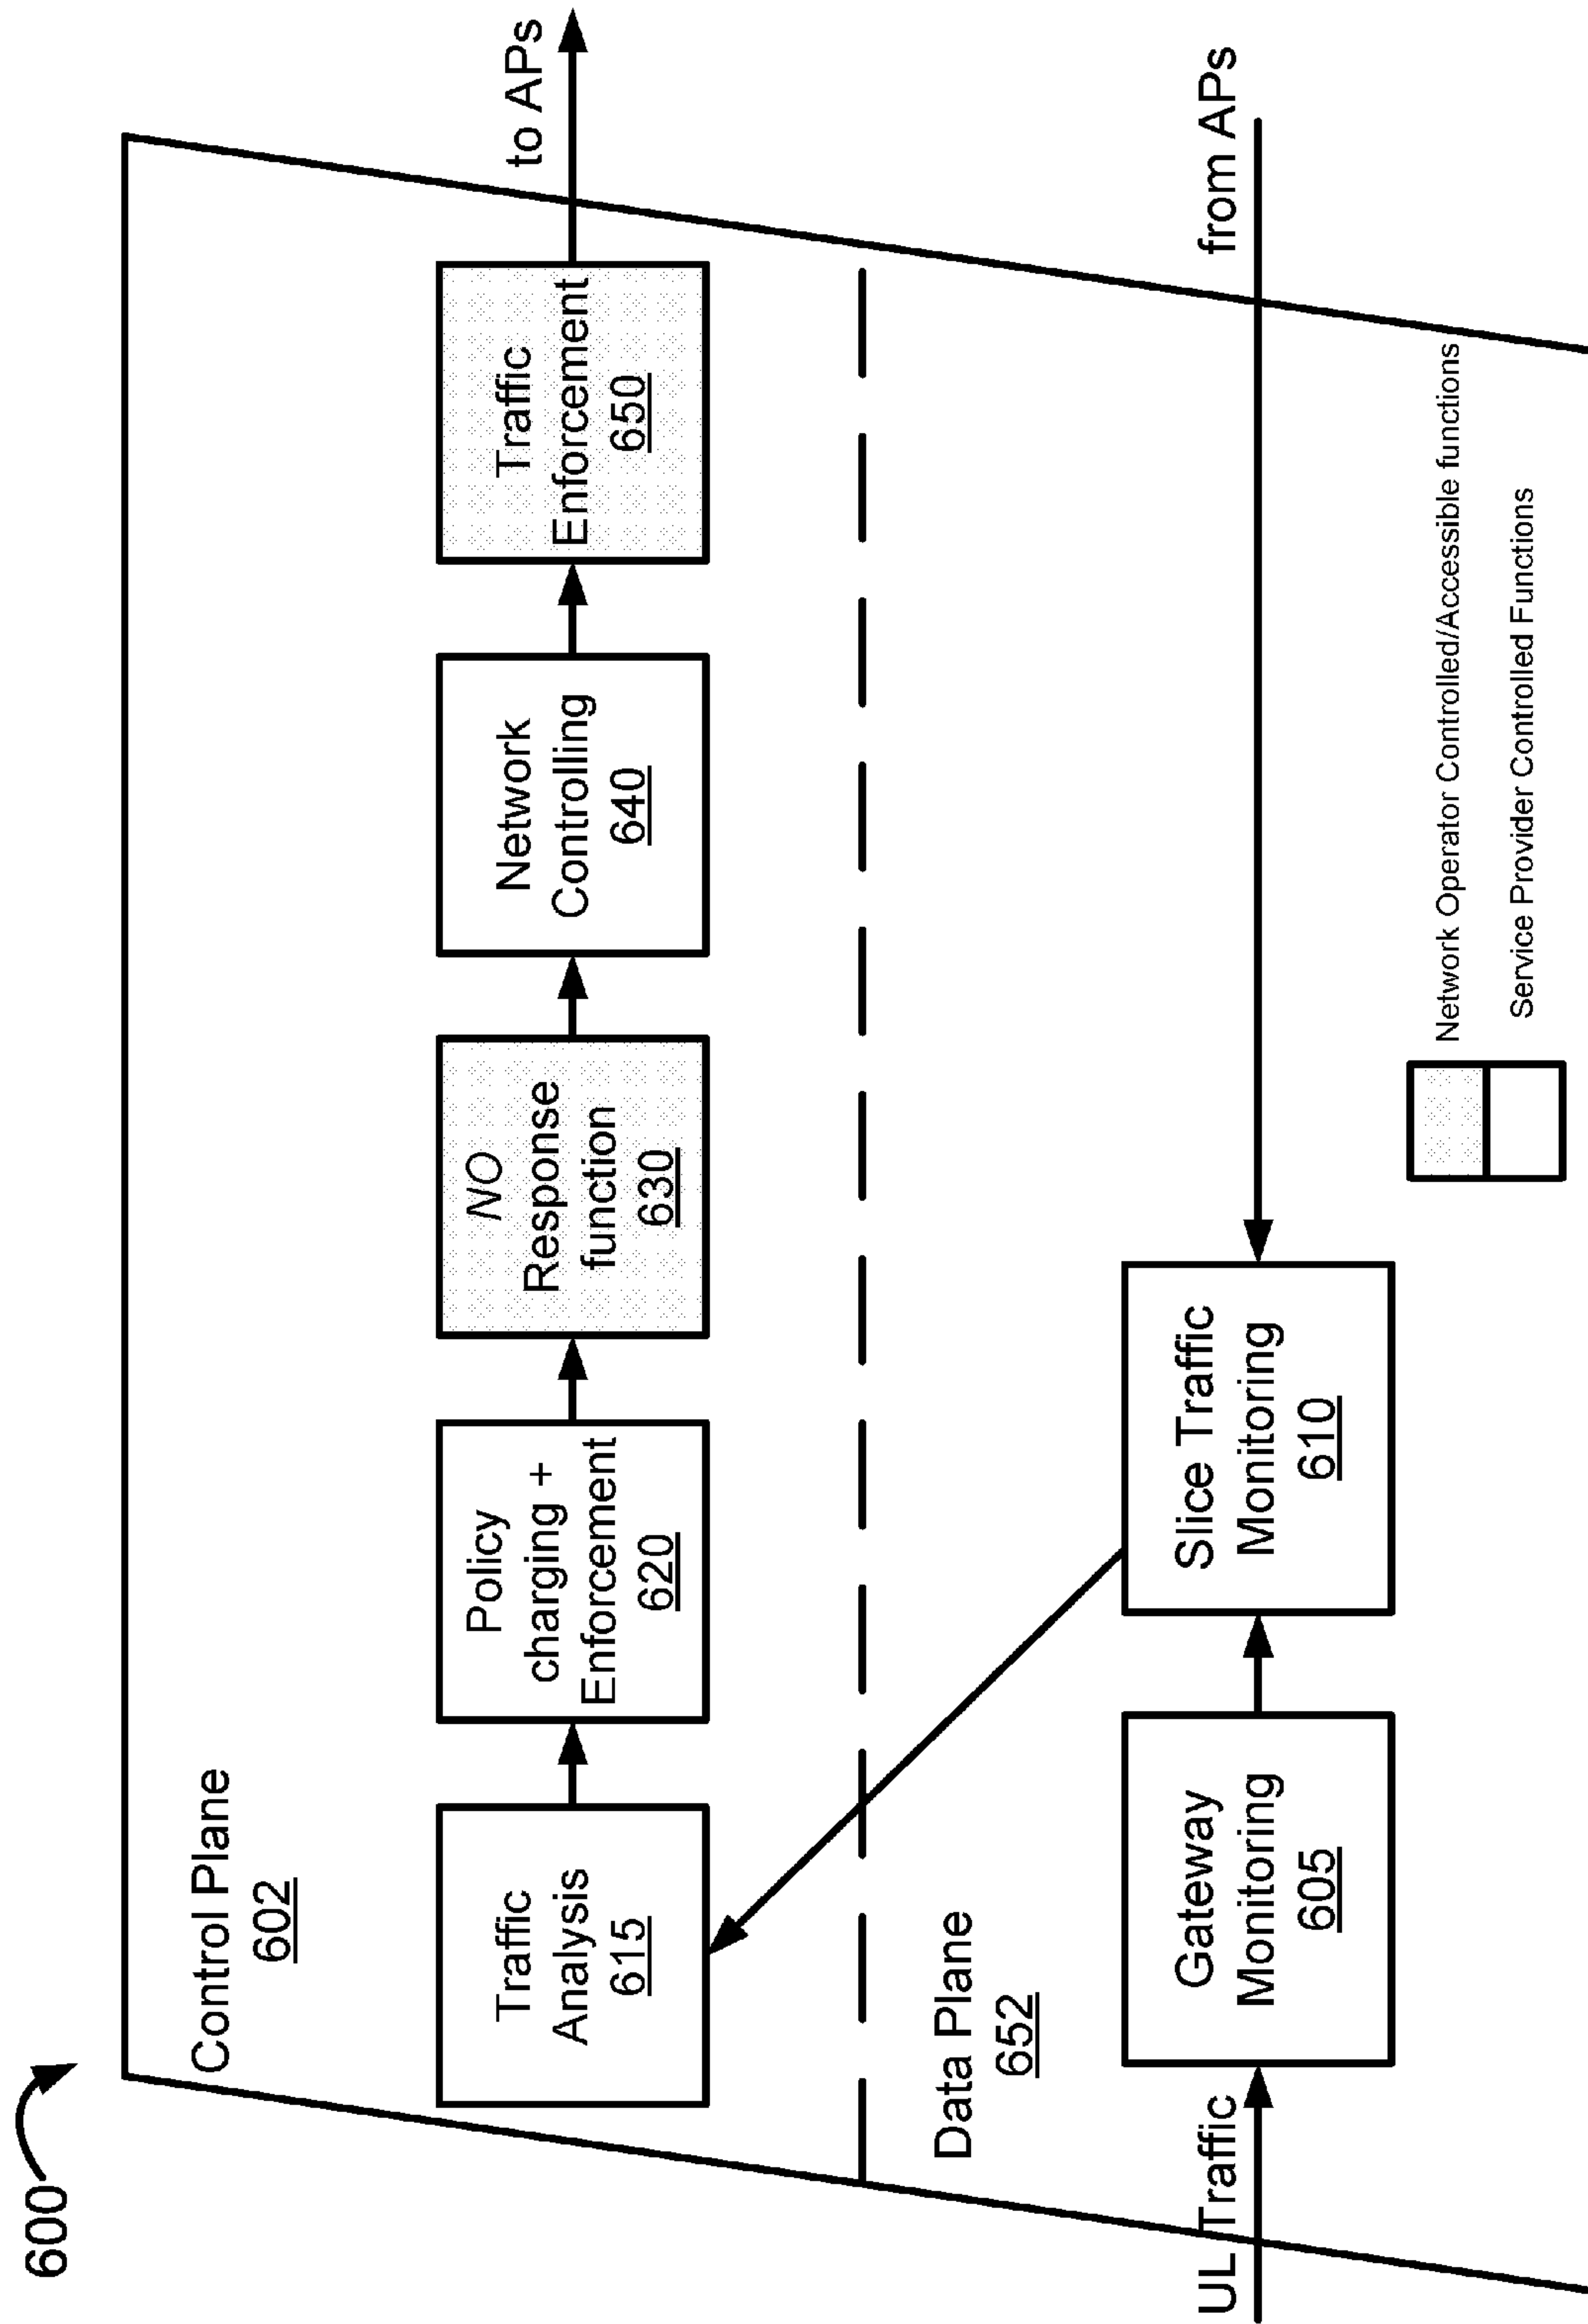 600
Control Plane
602
Traffic
Analysis
615
Policy
charging +
Enforcement
620
NO
Response
function
630
Network
Controlling
640
Traffic
Enforcement
650
to APs
Data Plane
652
UL Traffic
Gateway
Monitoring
605
Slice Traffic
Monitoring
610
from APs
Network Operator Controlled/Accessible functions
Service Provider Controlled Functions